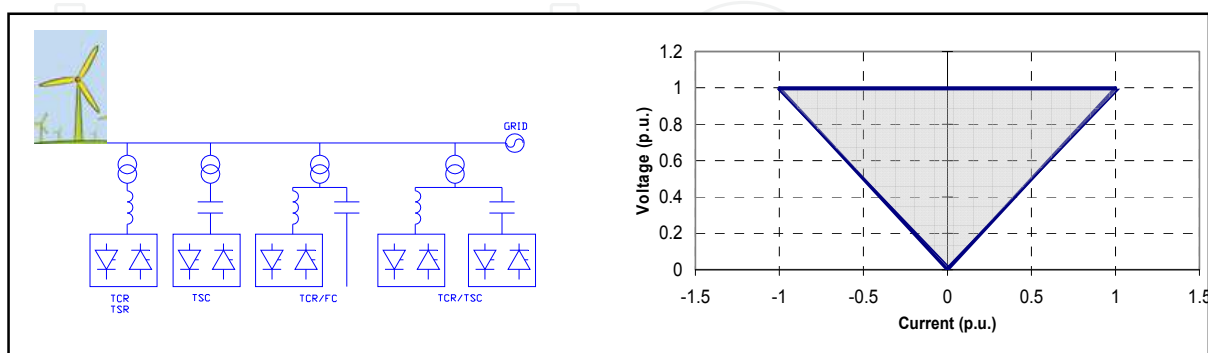 GRID
TCR
TSR
TSC
TCR/FC
TCR/TSC
Voltage (p.u.)
1.2
1
0.8
0.6
0.4
0.2
0
-1.5 -1 -0.5 0 0.5 1 1.5
Current (p.u.)